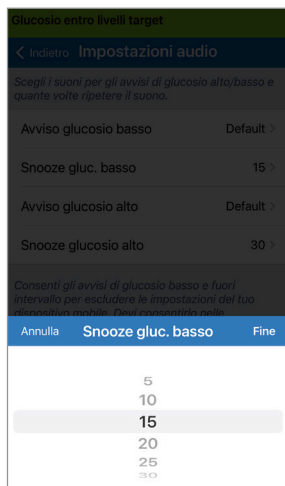 Glucosio entro livelli target
Indietro Impostazioni audio
Scegli i suoni per gli avvisi di glucosio alto/basso e
quante volte ripetere il suono.
Avviso glucosio basso Default
Snooze gluc. basso 15
Avviso glucosio alto Default
Snooze glucosio alto 30
Consenti gli avvisi di glucosio basso e fuori
intervallo per escludere le impostazioni del tuo
dispositivo mobile. Devi consentirlo nelle
Annulla Snooze gluc. basso Fine
5
10
15
20
25
30